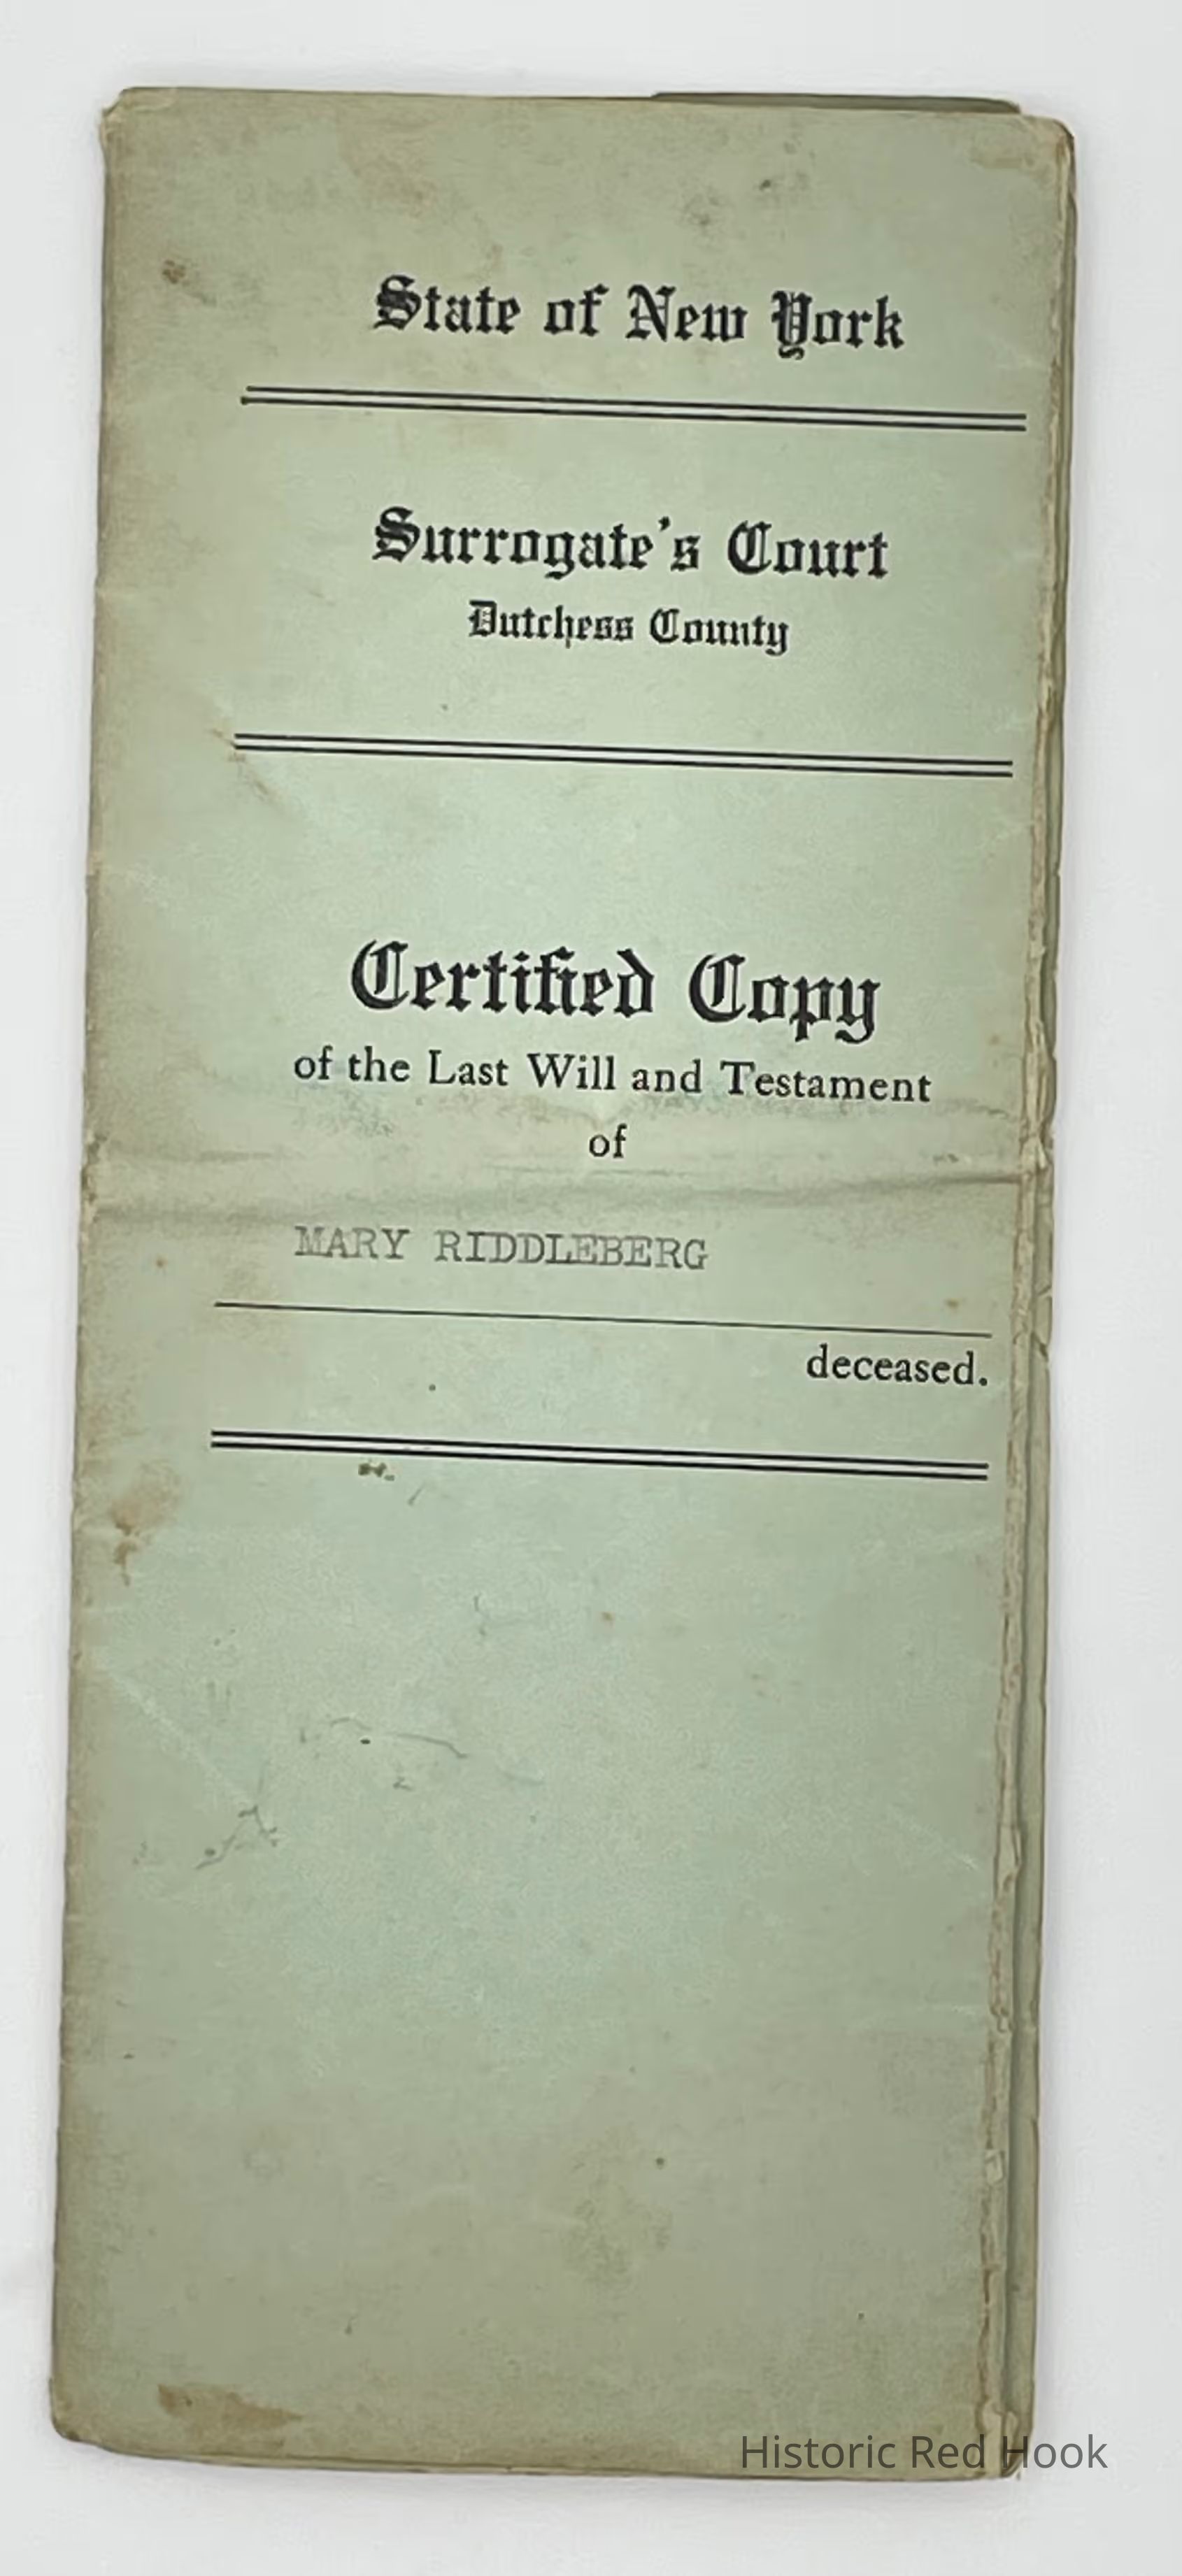 State of New York
Surrogate's Court
Dutchess County
Certified Copy
of the Last Will and Testament
of
MARY RIDDLEBERG
deceased.
Historic Red Hook